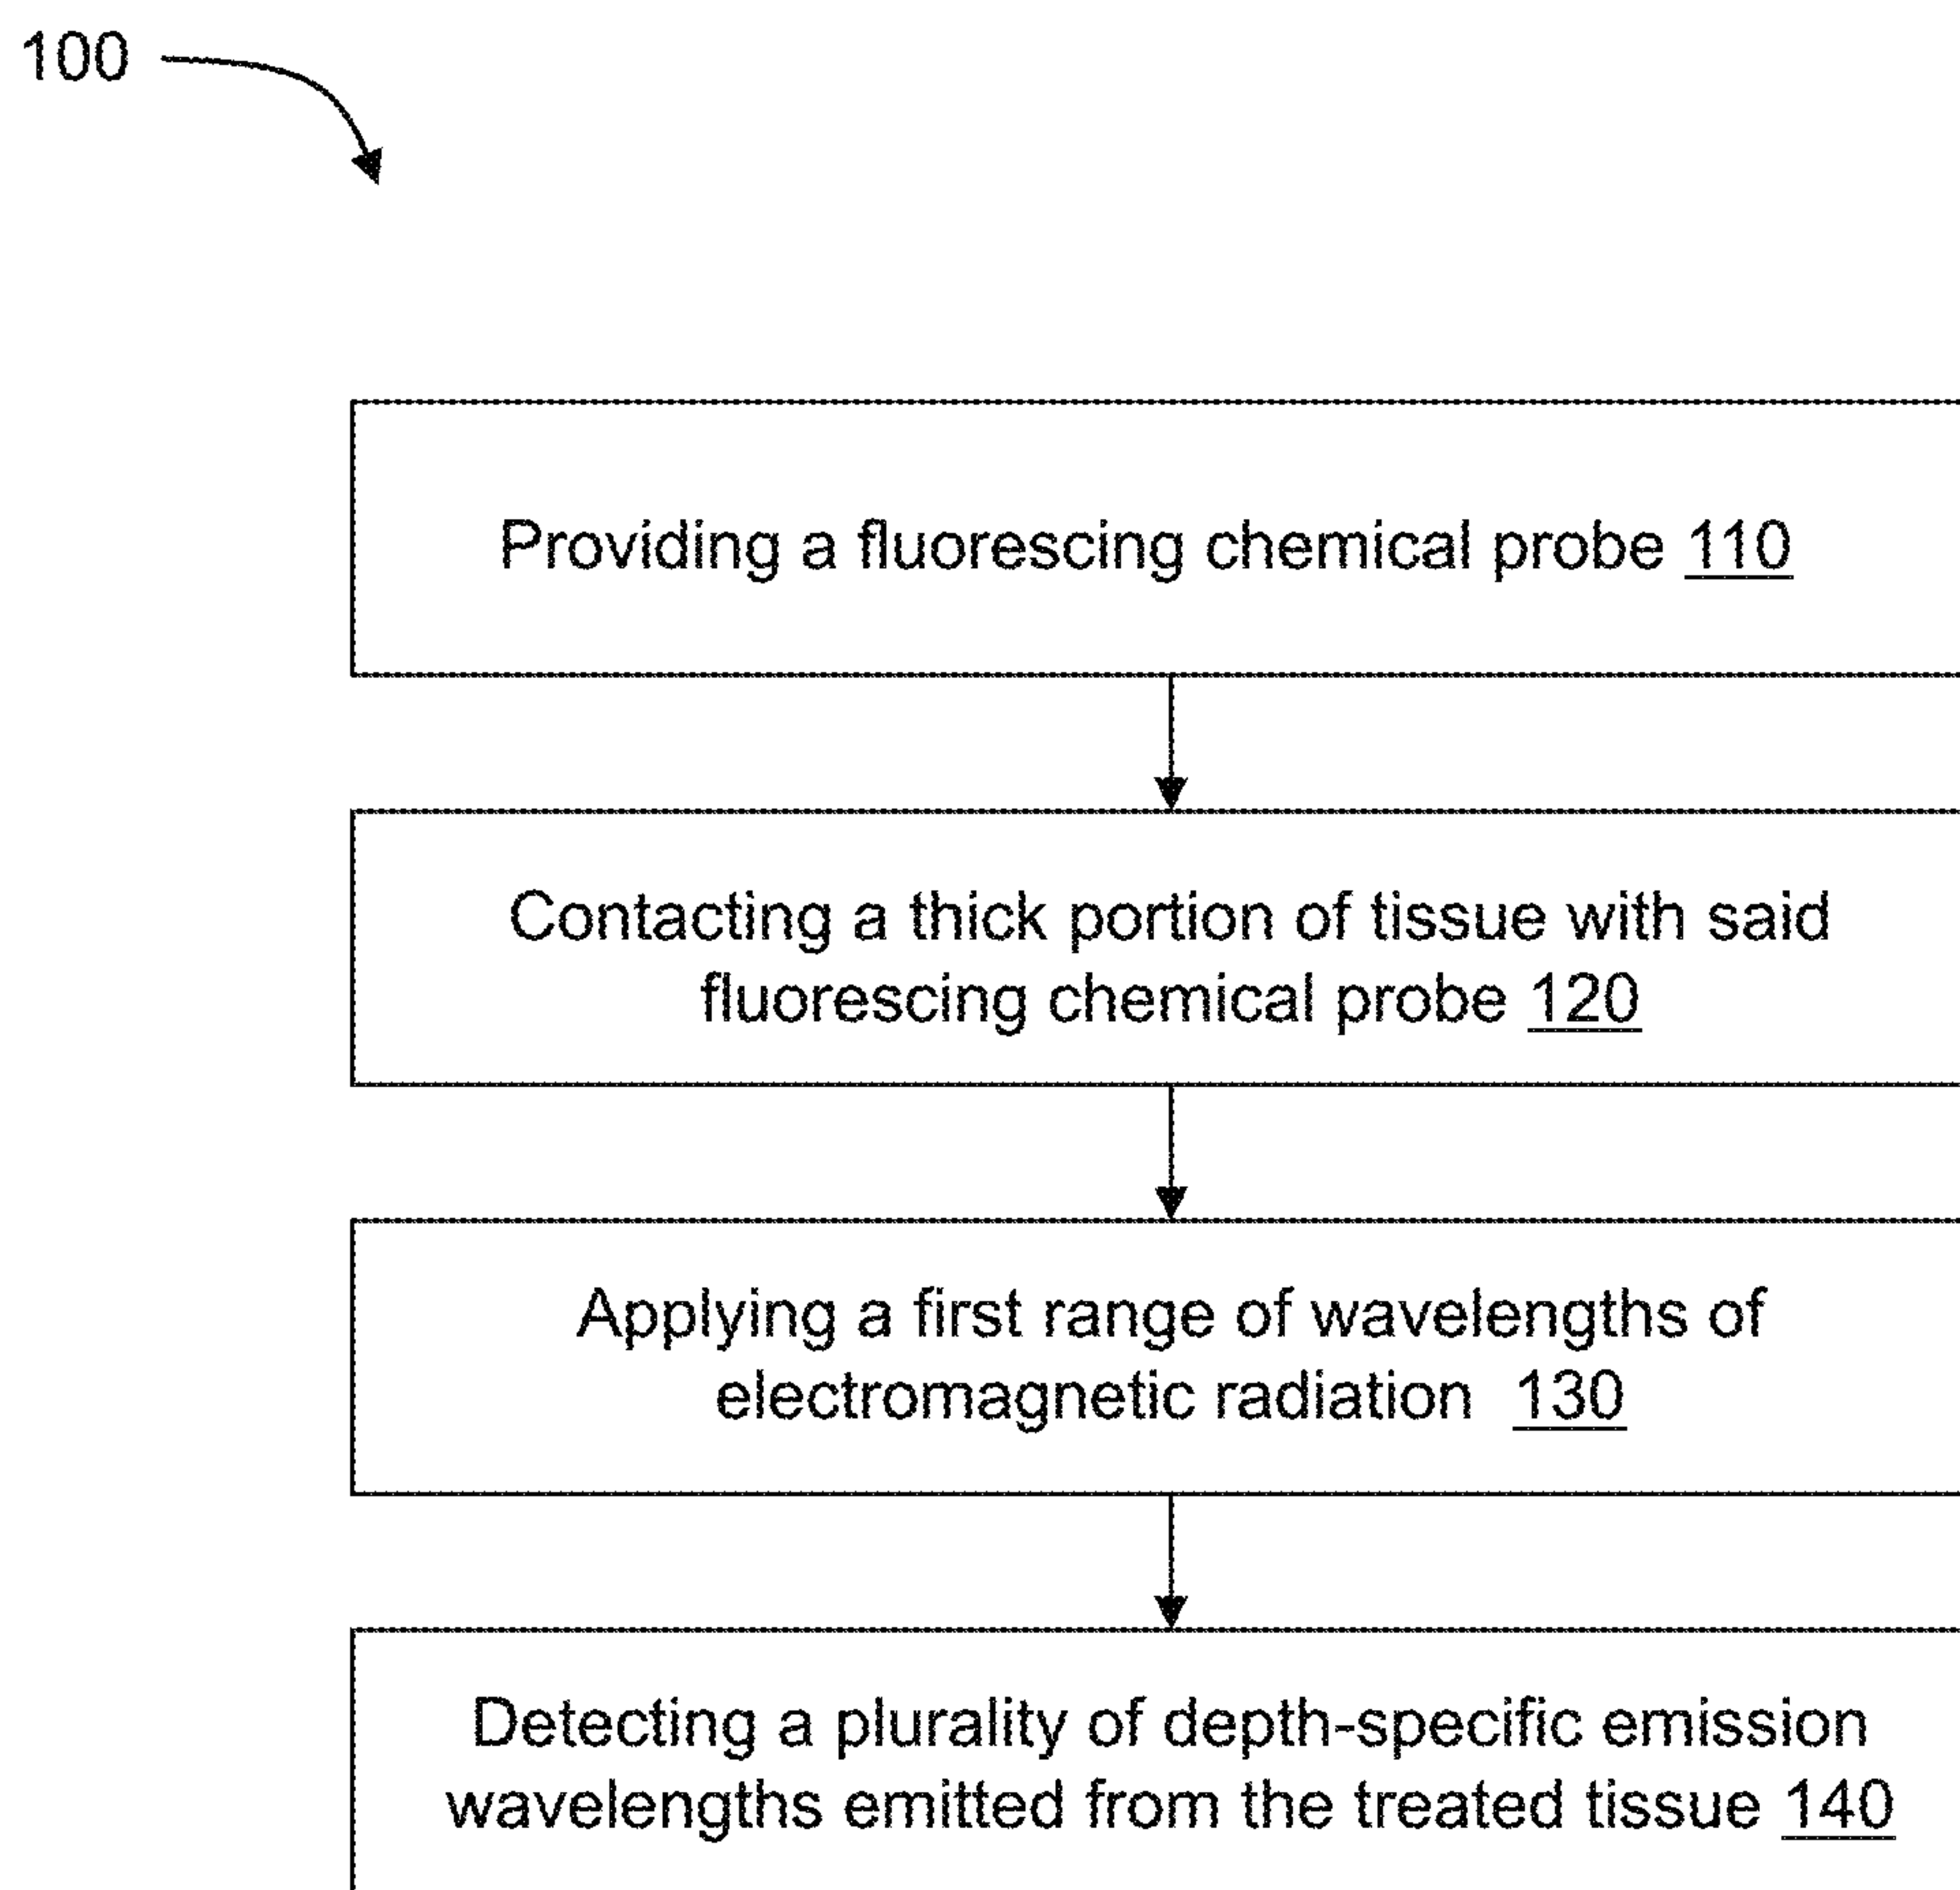 100
Providing a fluorescing chemical probe 110
Contacting a thick portion of tissue with said
fluorescing chemical probe 120
Applying a first range of wavelengths of
electromagnetic radiation 130
Detecting a plurality of depth-specific emission
wavelengths emitted from the treated tissue 140